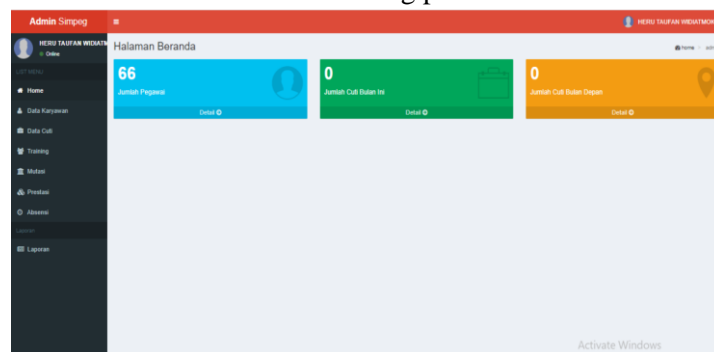 Admin Simpeg
HERU TAUFAN WIDIATMOK
HERU TAUFAN WIDIATM
Online
Halaman Beranda
Home
LIST MENU
Home
Data Karyawan
Data Cuti
Training
Mutasi
Prestasi
Absensi
Laporan
Laporan
66
Jumlah Pegawai
Detail
0
Jumlah Cuti Bulan Ini
Detail
0
Jumlah Cuti Bulan Depan
Detail
Activate Windows